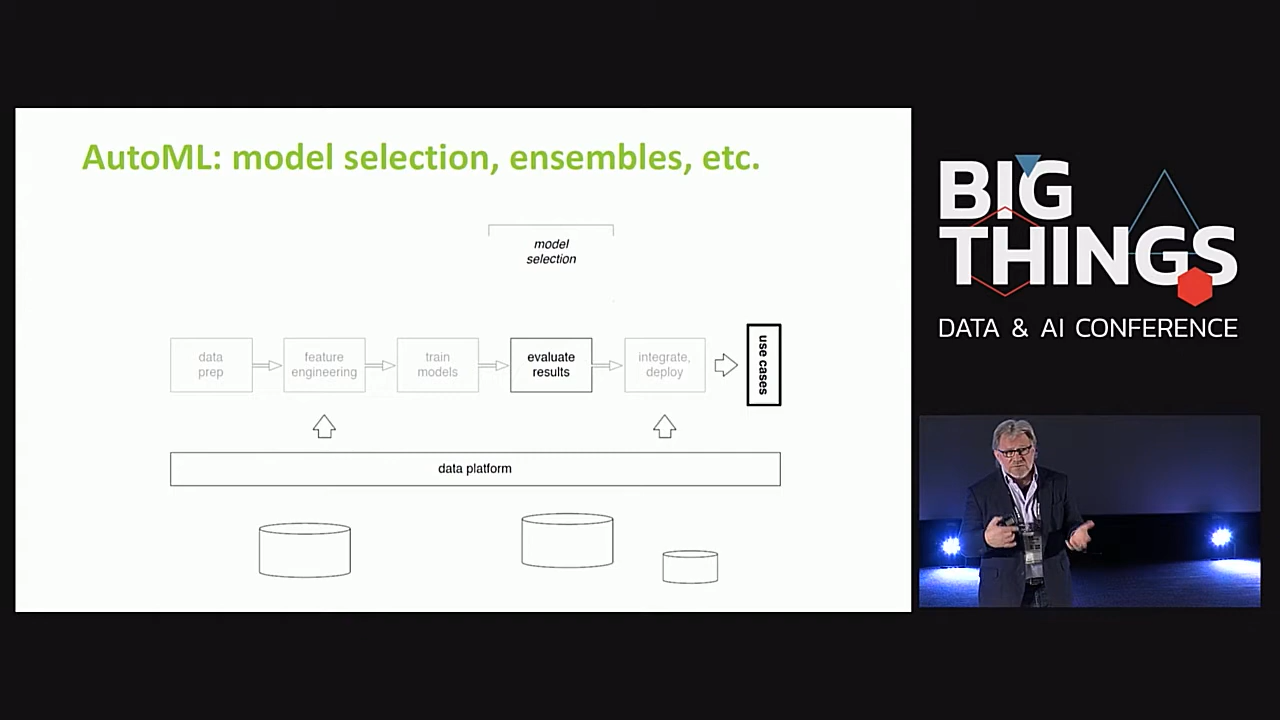 AutoML: model selection, ensembles, etc.
model
selection
data
prep
feature
engineering
train
models
evaluate
results
integrate,
deploy
use cases
data platform
BIG
THINGS
DATA & AI CONFERENCE